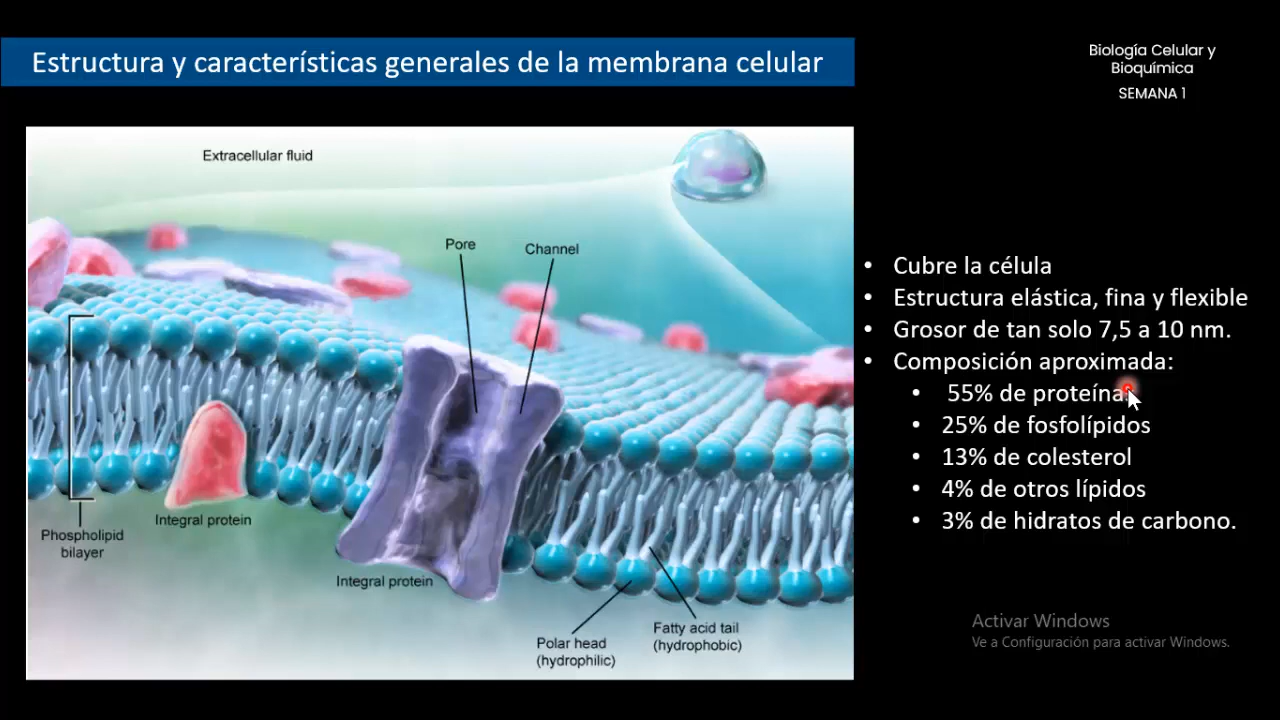 Estructura y características generales de la membrana celular
Biología Celular y
Bioquímica
SEMANA 1
Extracellular fluid
Pore
Channel
Phospholipid
bilayer
Integral protein
Integral protein
Polar head
(hydrophilic)
Fatty acid tail
(hydrophobic)
• Cubre la célula
• Estructura elástica, fina y flexible
• Grosor de tan solo 7,5 a 10 nm.
• Composición aproximada:
• 55% de proteínas
• 25% de fosfolípidos
• 13% de colesterol
• 4% de otros lípidos
• 3% de hidratos de carbono.
Activar Windows
Ve a Configuración para activar Windows.